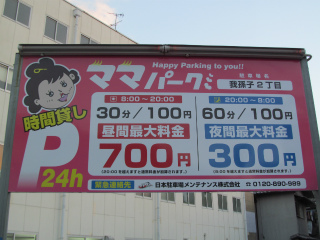 Happy Parking to you!!
ママパーク
我孫子2丁目
時間貸し
P
24h
8:00~20:00
30分/100円
昼間最大料金
700円
20:00~8:00
60分/100円
夜間最大料金
300円
緊急連絡先
日本駐車場メンテナンス株式会社
0120-890-989